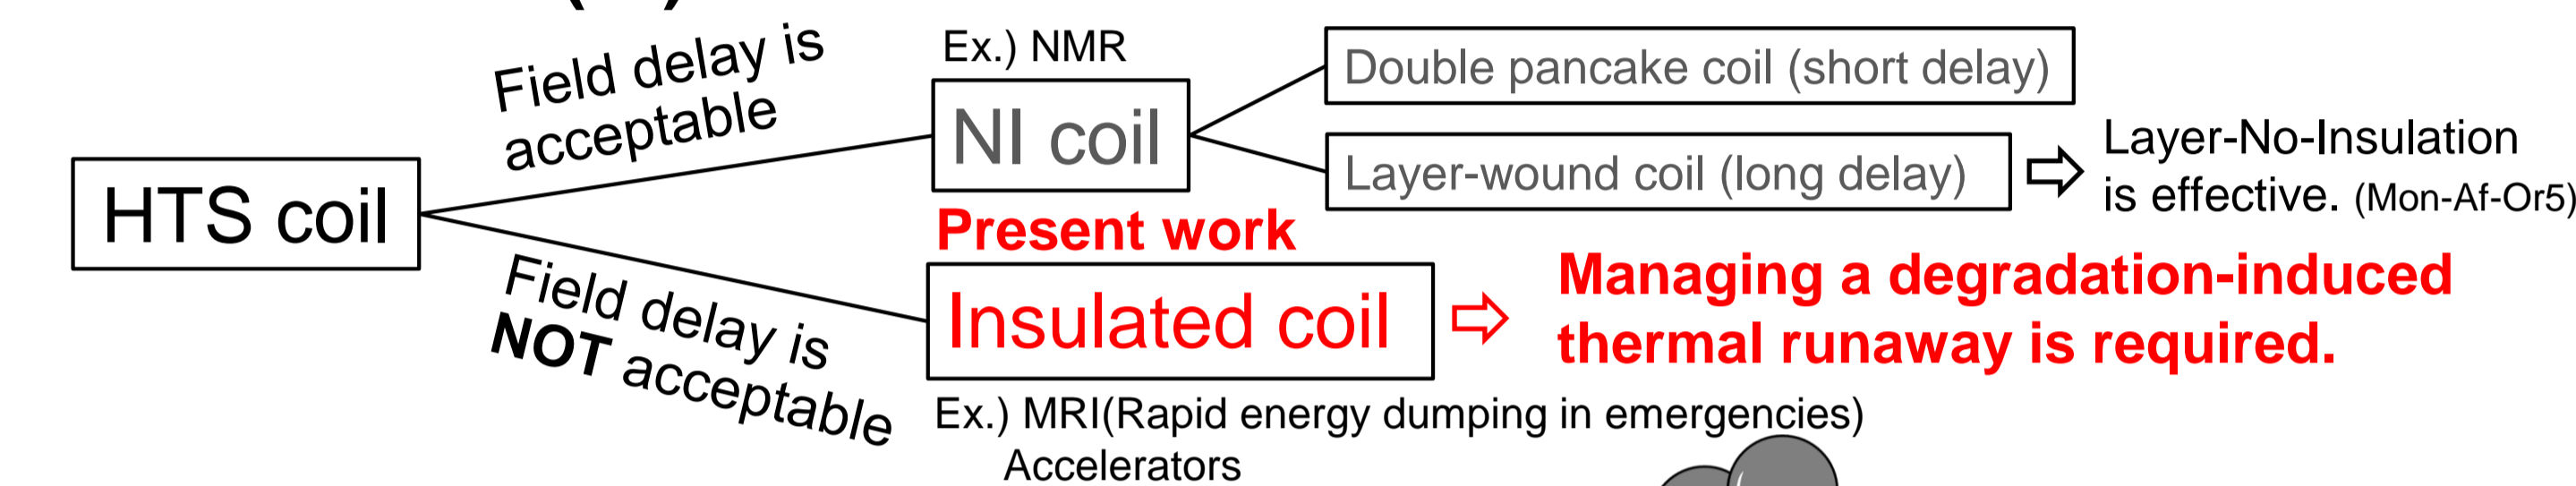 Field delay is
acceptable
Ex.) NMR
NI coil
Double pancake coil (short delay)
Layer-wound coil (long delay)
Layer-No-Insulation
is effective. (Mon-Af-Or5)
HTS coil
Present work
Field delay is
NOT acceptable
Insulated coil
Managing a degradation-induced
thermal runaway is required.
Ex.) MRI(Rapid energy dumping in emergencies)
Accelerators